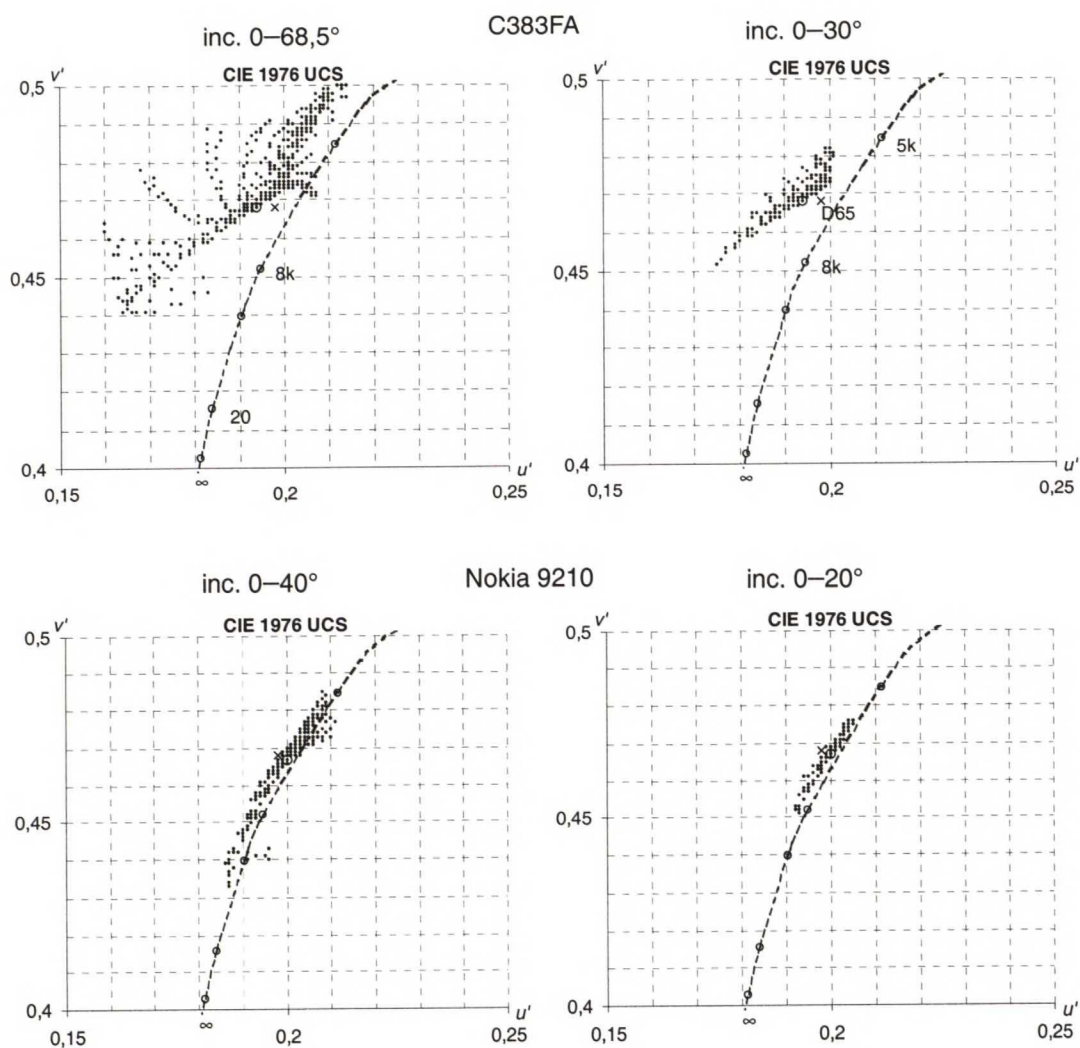 C383FA
inc. 0–68,5°
v'
CIE 1976 UCS
0,5
8k
0,45
20
0,4
u'
0,15
∞
0,2
0,25
inc. 0–30°
v'
CIE 1976 UCS
0,5
5k
D65
8k
0,45
0,4
u'
0,15
∞
0,2
0,25
Nokia 9210
inc. 0–40°
v'
CIE 1976 UCS
0,5
0,45
0,4
u'
0,15
∞
0,2
0,25
inc. 0–20°
v'
CIE 1976 UCS
0,5
0,45
0,4
u'
0,15
∞
0,2
0,25